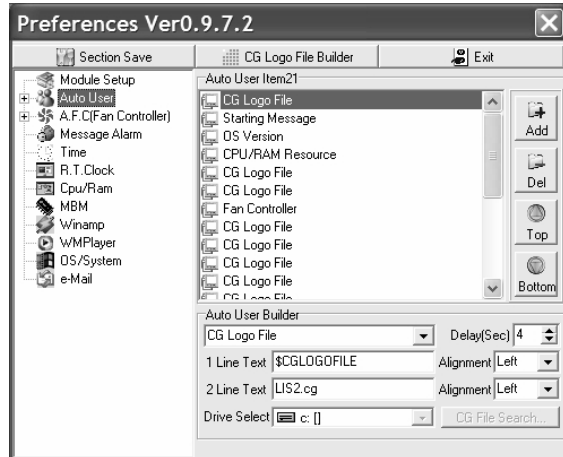 Preferences Ver0.9.7.2
Section Save
CG Logo File Builder
Exit
Module Setup
Auto User
A.F.C(Fan Controller)
Message Alarm
Time
R.T.Clock
Cpu/Ram
MBM
Winamp
WMPlayer
OS/System
e-Mail
Auto User Item21
CG Logo File
Starting Message
OS Version
CPU/RAM Resource
CG Logo File
CG Logo File
Fan Controller
CG Logo File
CG Logo File
CG Logo File
CG Logo File
CG Logo File
Add
Del
Top
Bottom
Auto User Builder
CG Logo File
Delay(Sec) 4
1 Line Text $CGLOGOFILE
Alignment Left
2 Line Text LIS2.cg
Alignment Left
Drive Select c: []
CG File Search...